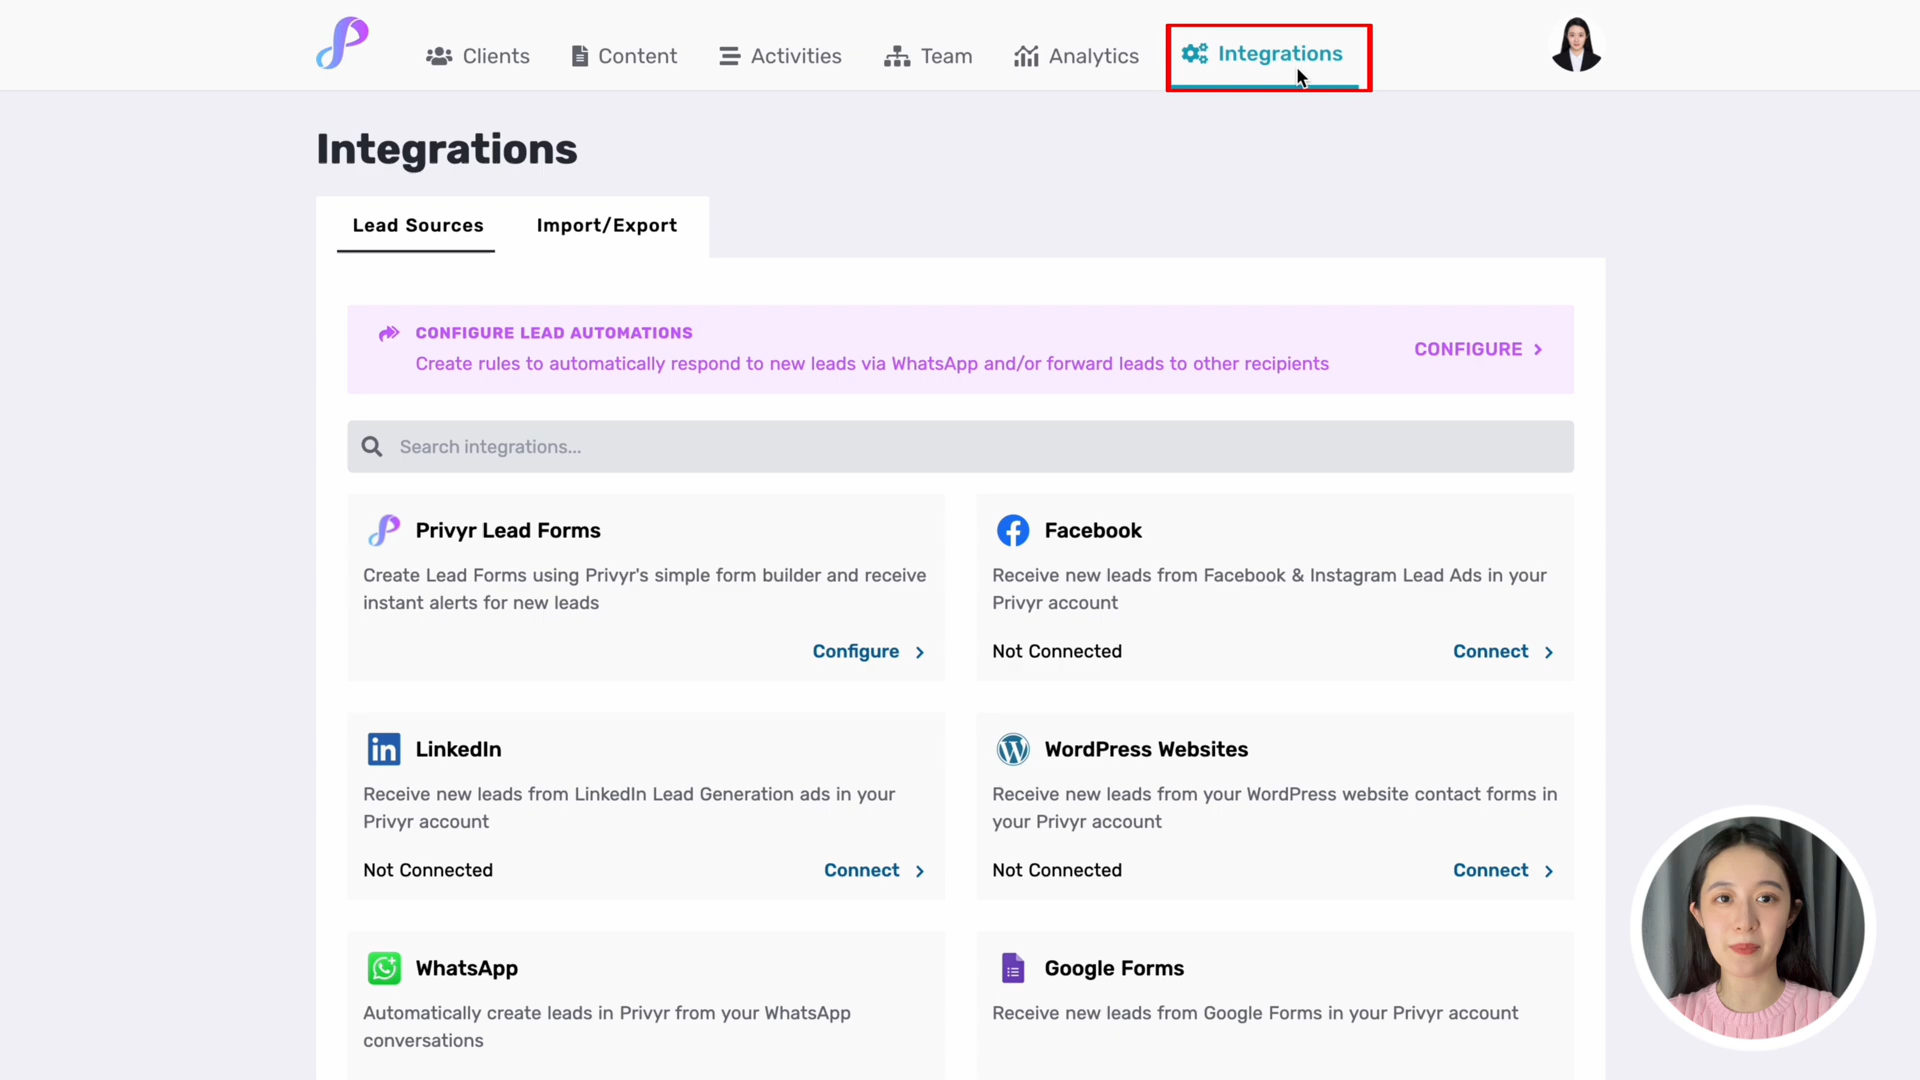 Clients
Content
Activities
Team
Analytics
Integrations
Integrations
Lead Sources
Import/Export
CONFIGURE LEAD AUTOMATIONS
Create rules to automatically respond to new leads via WhatsApp and/or forward leads to other recipients
CONFIGURE
Search integrations...
Privyr Lead Forms
Create Lead Forms using Privyr's simple form builder and receive
instant alerts for new leads
Configure
Facebook
Receive new leads from Facebook & Instagram Lead Ads in your
Privyr account
Not Connected
Connect
LinkedIn
Receive new leads from LinkedIn Lead Generation ads in your
Privyr account
Not Connected
Connect
WordPress Websites
Receive new leads from your WordPress website contact forms in
your Privyr account
Not Connected
Connect
WhatsApp
Automatically create leads in Privyr from your WhatsApp
conversations
Google Forms
Receive new leads from Google Forms in your Privyr account